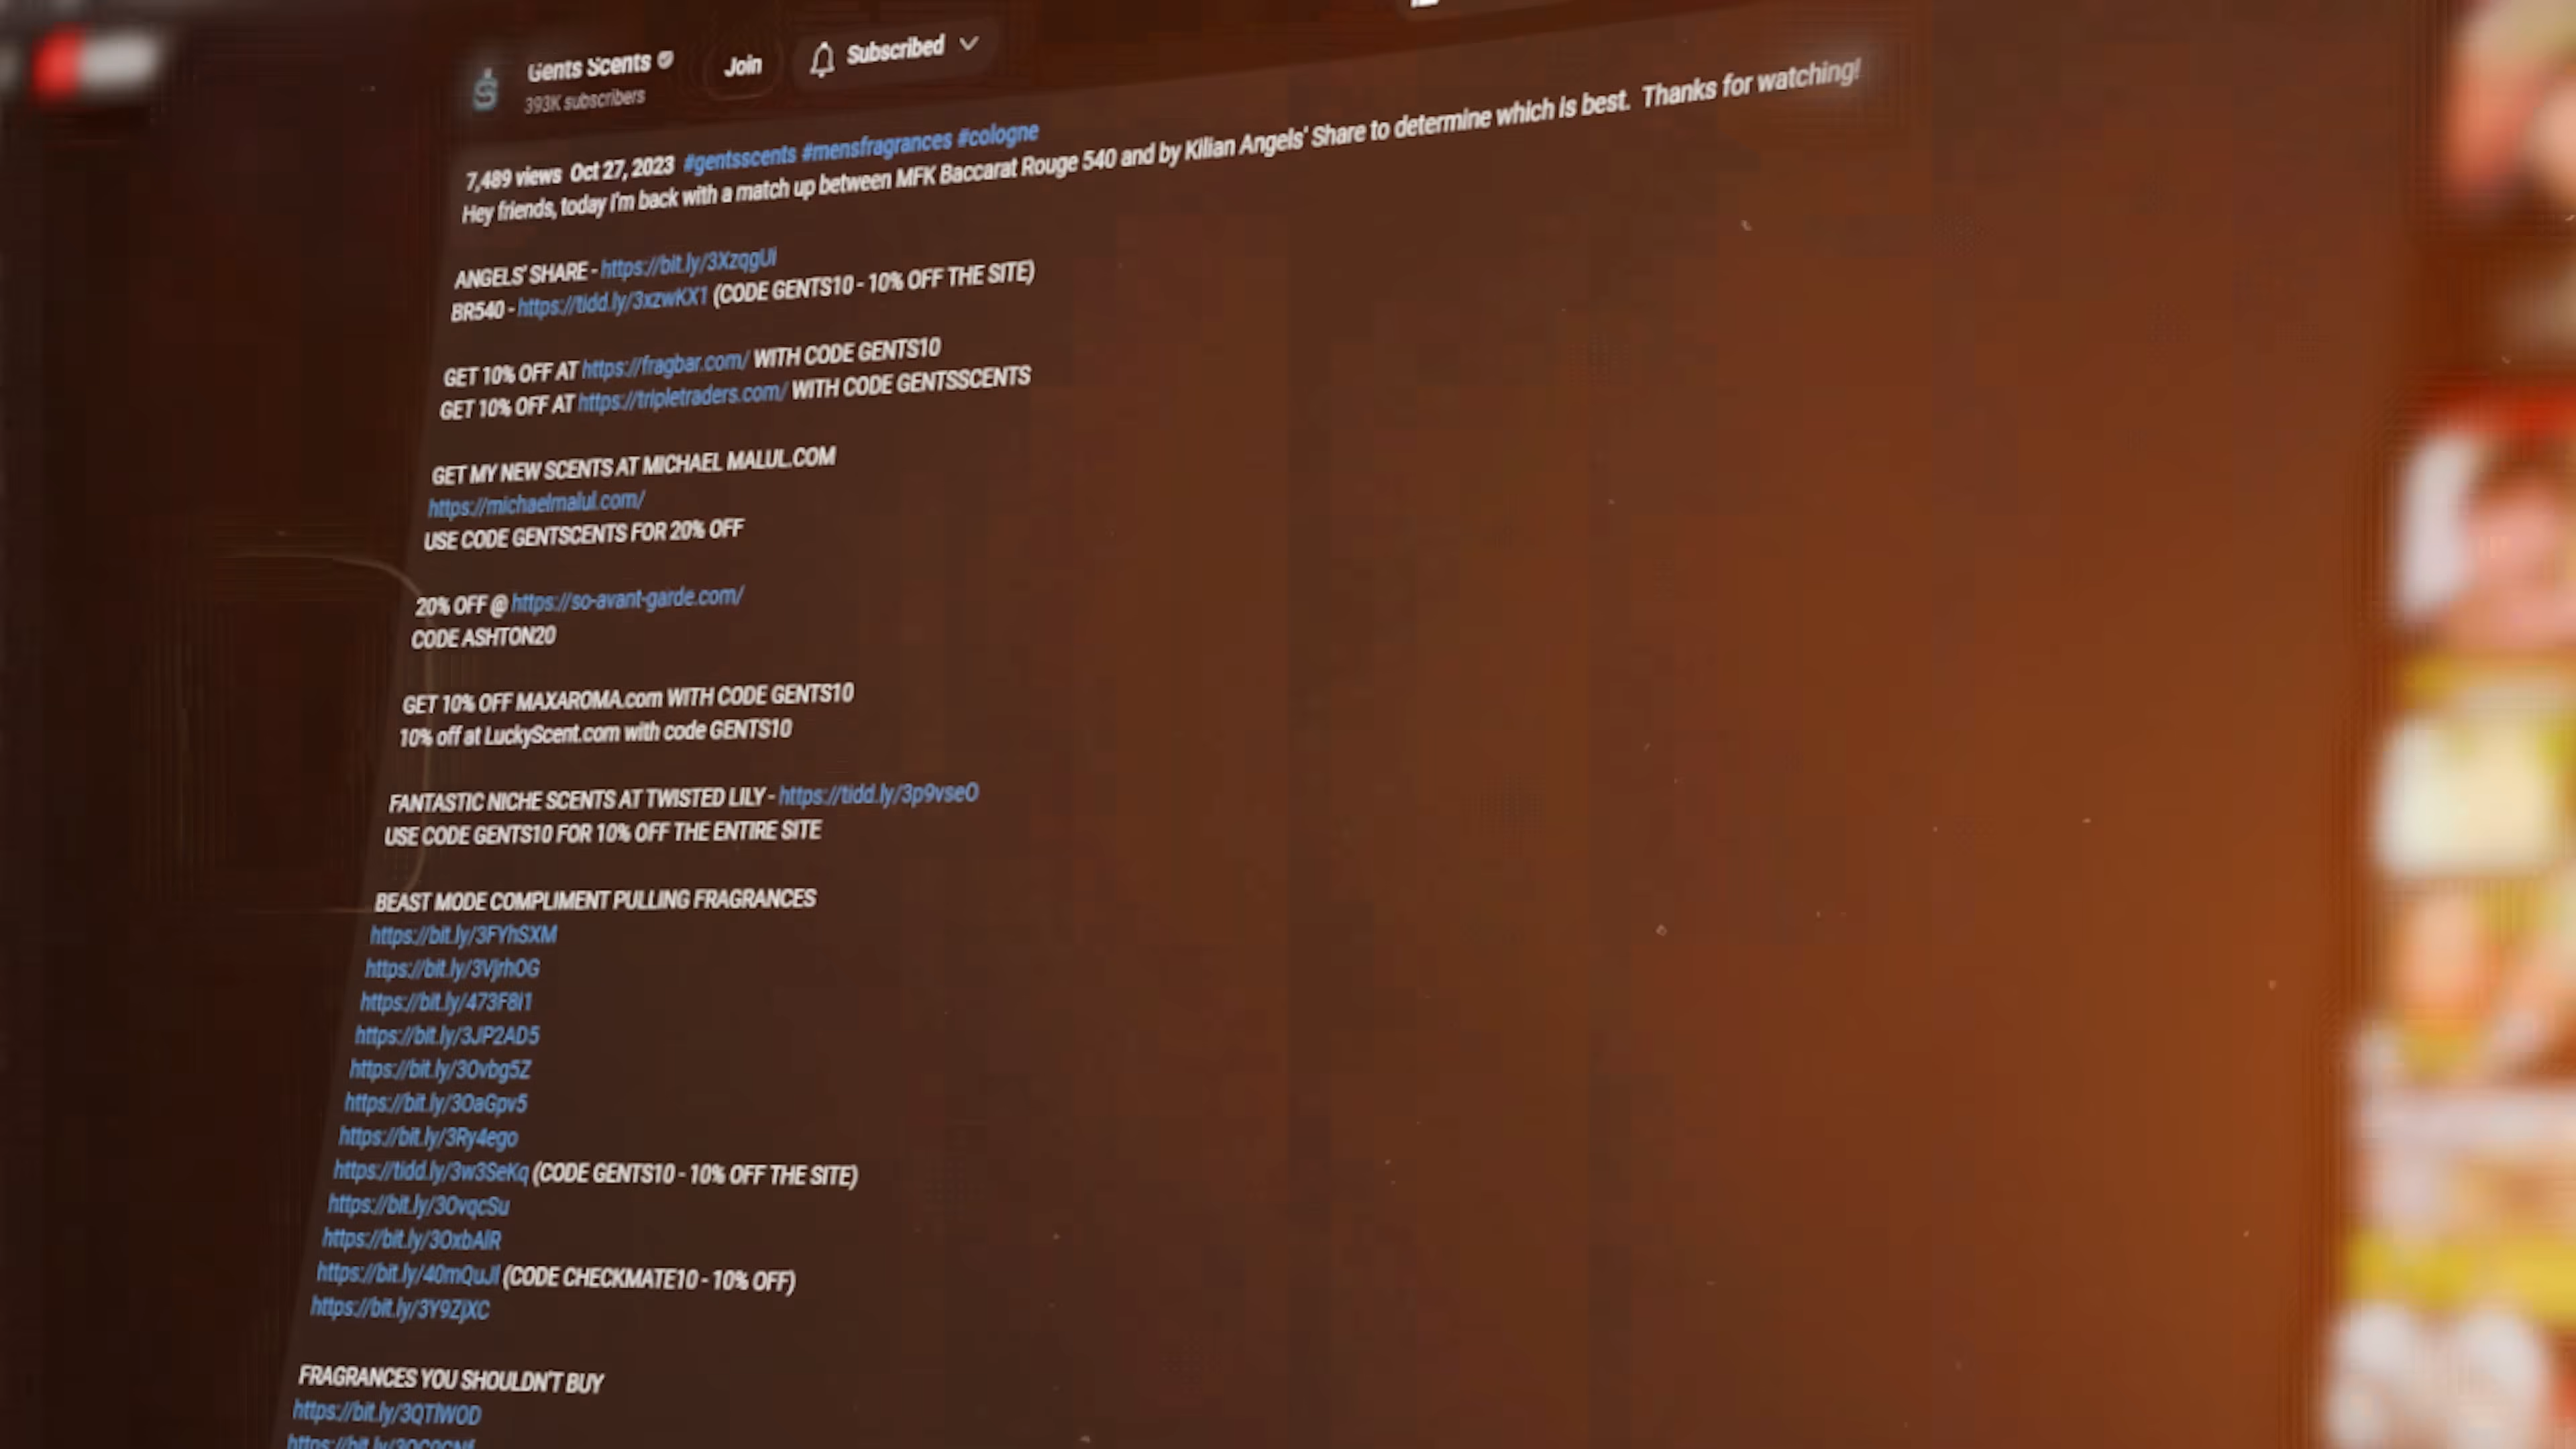 Gents Scents
Join
Subscribed
393K subscribers
7,489 views Oct 27, 2023 #gentsscents #mensfragrances #cologne
Hey friends, today I'm back with a match up between MFK Baccarat Rouge 540 and by Kilian Angels' Share to determine which is best. Thanks for watching!
ANGELS' SHARE - https://bit.ly/3XzqgUi
BR540 - https://tidd.ly/3xzwKX1 (CODE GENTS10 - 10% OFF THE SITE)
GET 10% OFF AT https://fragbar.com/ WITH CODE GENTS10
GET 10% OFF AT https://tripletraders.com/ WITH CODE GENTSSCENTS
GET MY NEW SCENTS AT MICHAEL MALUL.COM
https://michaelmalul.com/
USE CODE GENTSCENTS FOR 20% OFF
20% OFF @ https://so-avant-garde.com/
CODE ASHTON20
GET 10% OFF MAXAROMA.com WITH CODE GENTS10
10% off at LuckyScent.com with code GENTS10
FANTASTIC NICHE SCENTS AT TWISTED LILY - https://tidd.ly/3p9vseO
USE CODE GENTS10 FOR 10% OFF THE ENTIRE SITE
BEAST MODE COMPLIMENT PULLING FRAGRANCES
https://bit.ly/3FYhSXM
https://bit.ly/3VjrhOG
https://bit.ly/473F8i1
https://bit.ly/3JP2AD5
https://bit.ly/3Ovbg5Z
https://bit.ly/3OaGpv5
https://bit.ly/3Ry4ego
https://tidd.ly/3w3SeKq (CODE GENTS10 - 10% OFF THE SITE)
https://bit.ly/3OvqcSu
https://bit.ly/3OxbAlR
https://bit.ly/40mQuJl (CODE CHECKMATE10 - 10% OFF)
https://bit.ly/3Y9ZjXC
FRAGRANCES YOU SHOULDN'T BUY
https://bit.ly/3QTlWOD